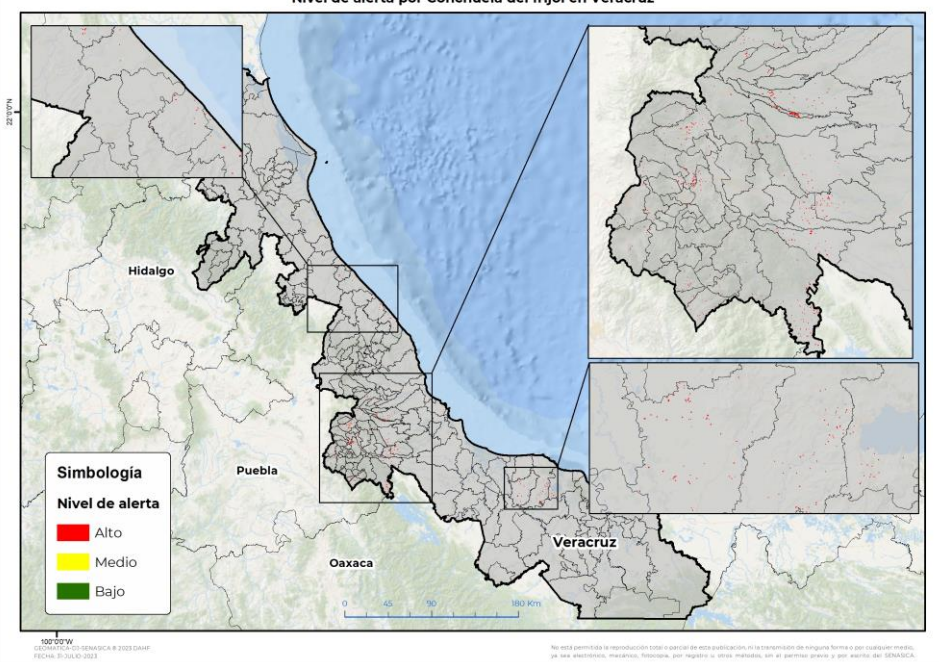 Nivel de alerta por Conchuela del frijol en Veracruz
22°0'0"N
Hidalgo
Puebla
Veracruz
Oaxaca
Simbología
Nivel de alerta
Alto
Medio
Bajo
0 45 90 180 Km
100°0'0"W
GEOMÁTICA-DJ-SENASICA ® 2023 DAHF
FECHA: 31-JULIO-2023
No está permitida la reproducción total o parcial de esta publicación, ni la transmisión de ninguna forma o por cualquier medio,
ya sea electrónico, mecánico, fotocopia, por registro u otros métodos, sin el permiso previo y por escrito del SENASICA.